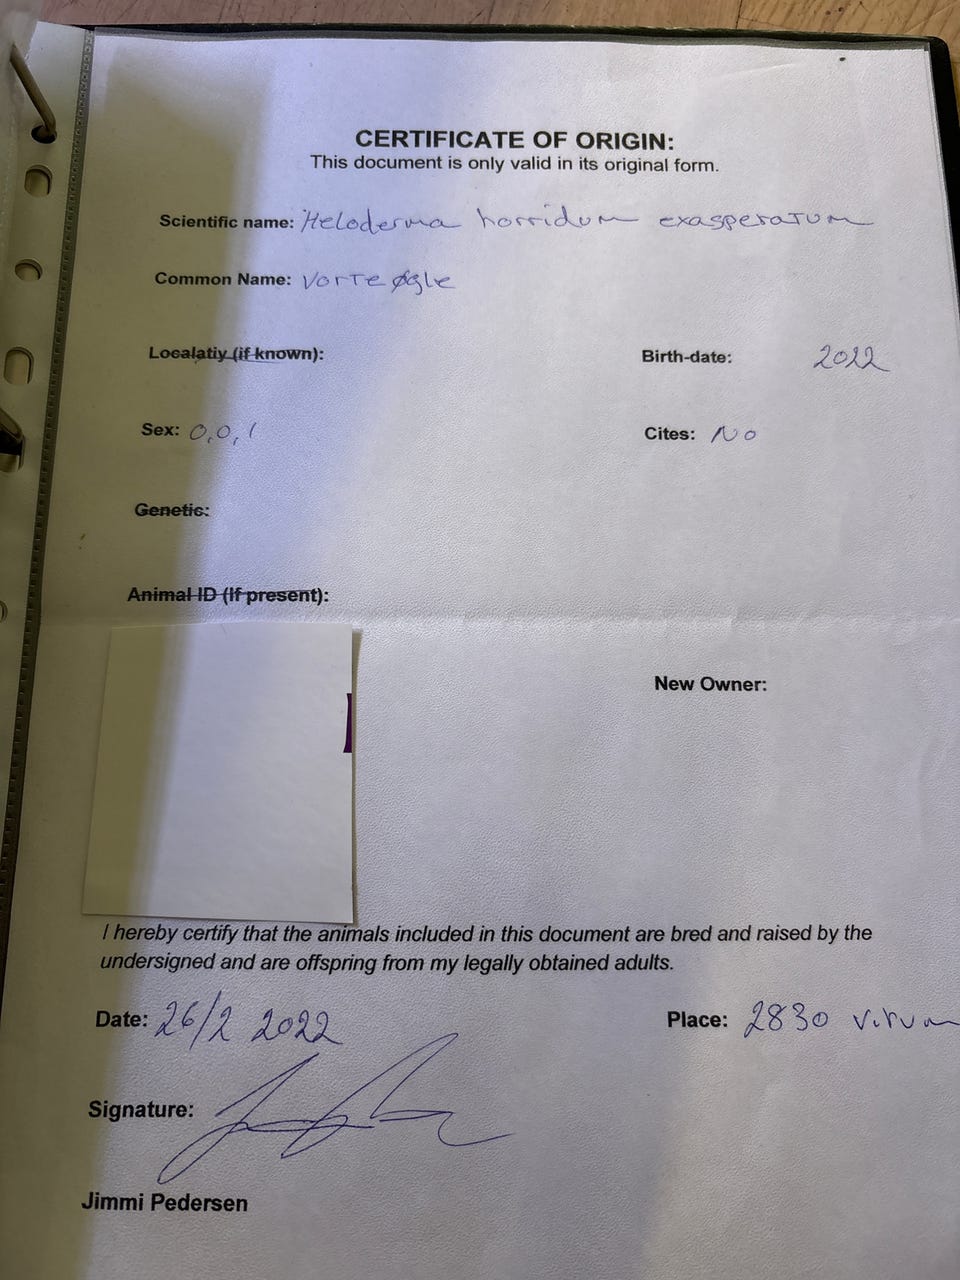 CERTIFICATE OF ORIGIN:
This document is only valid in its original form.
Scientific name: Heloderma horridum exasperatum
Common Name: Vorteøgle
Localatiy (if known): Birth-date: 2022
Sex: 0,0,1 Cites: No
Genetic:
Animal ID (If present):
New Owner:
I hereby certify that the animals included in this document are bred and raised by the
undersigned and are offspring from my legally obtained adults.
Date: 26/2 2022 Place: 2830 Virum
Signature:
Jimmi Pedersen